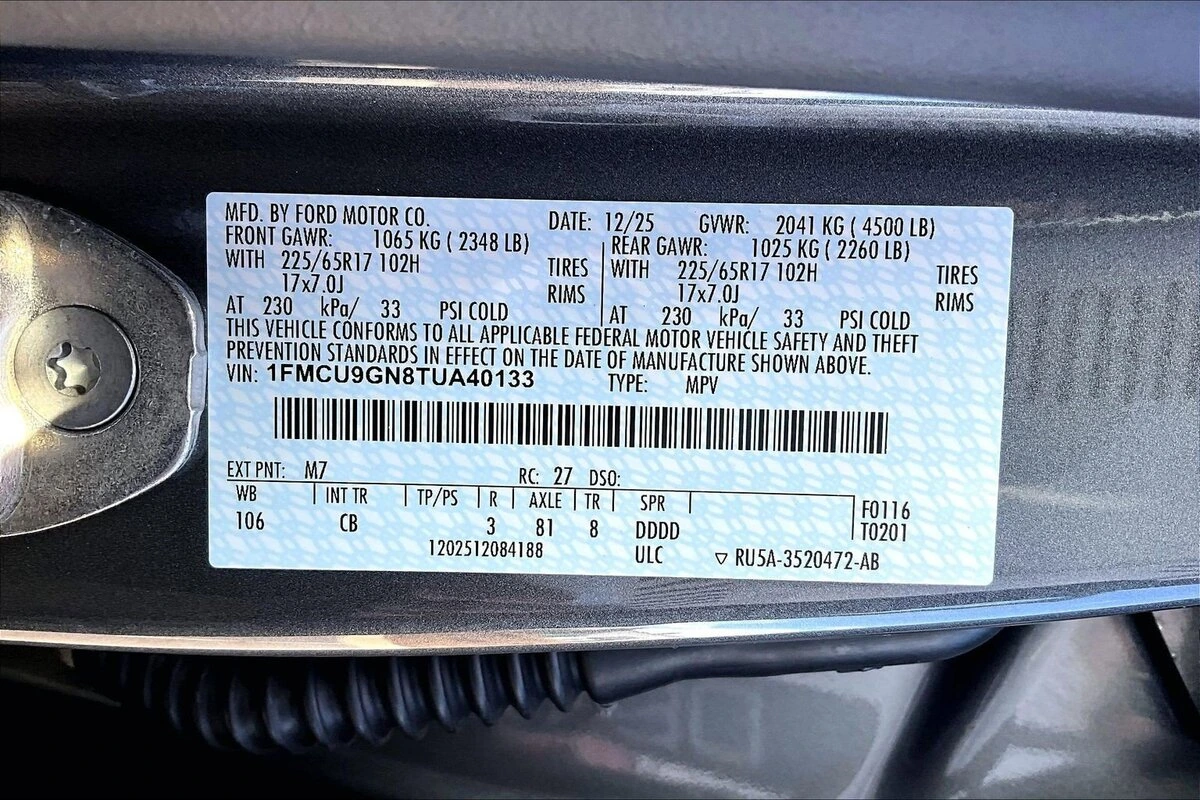 MFD. BY FORD MOTOR CO. DATE: 12/25 GVWR: 2041 KG ( 4500 LB)
FRONT GAWR: 1065 KG ( 2348 LB) REAR GAWR: 1025 KG ( 2260 LB)
WITH 225/65R17 102H TIRES WITH 225/65R17 102H TIRES
17x7.0J RIMS 17x7.0J RIMS
AT 230 kPa/ 33 PSI COLD AT 230 kPa/ 33 PSI COLD
THIS VEHICLE CONFORMS TO ALL APPLICABLE FEDERAL MOTOR VEHICLE SAFETY AND THEFT
PREVENTION STANDARDS IN EFFECT ON THE DATE OF MANUFACTURE SHOWN ABOVE.
VIN: 1FMCU9GN8TUA40133 TYPE: MPV
EXT PNT: M7 RC: 27 DSO:
WB INT TR TP/PS R AXLE TR SPR F0116
106 CB 3 81 8 DDDD T0201
1202512084188 ULC ▽ RU5A-3520472-AB